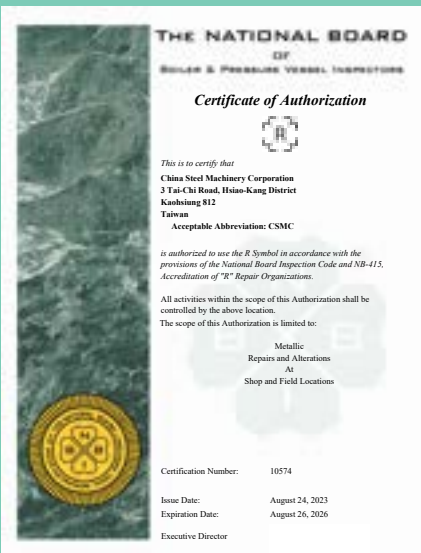 THE NATIONAL BOARD
OF
BOILER & PRESSURE VESSEL INSPECTORS
Certificate of Authorization
R
This is to certify that
China Steel Machinery Corporation
3 Tai-Chi Road, Hsiao-Kang District
Kaohsiung 812
Taiwan
Acceptable Abbreviation: CSMC
is authorized to use the R Symbol in accordance with the
provisions of the National Board Inspection Code and NB-415,
Accreditation of "R" Repair Organizations.
All activities within the scope of this Authorization shall be
controlled by the above location.
The scope of this Authorization is limited to:
Metallic
Repairs and Alterations
At
Shop and Field Locations
Certification Number: 10574
Issue Date: August 24, 2023
Expiration Date: August 26, 2026
Executive Director